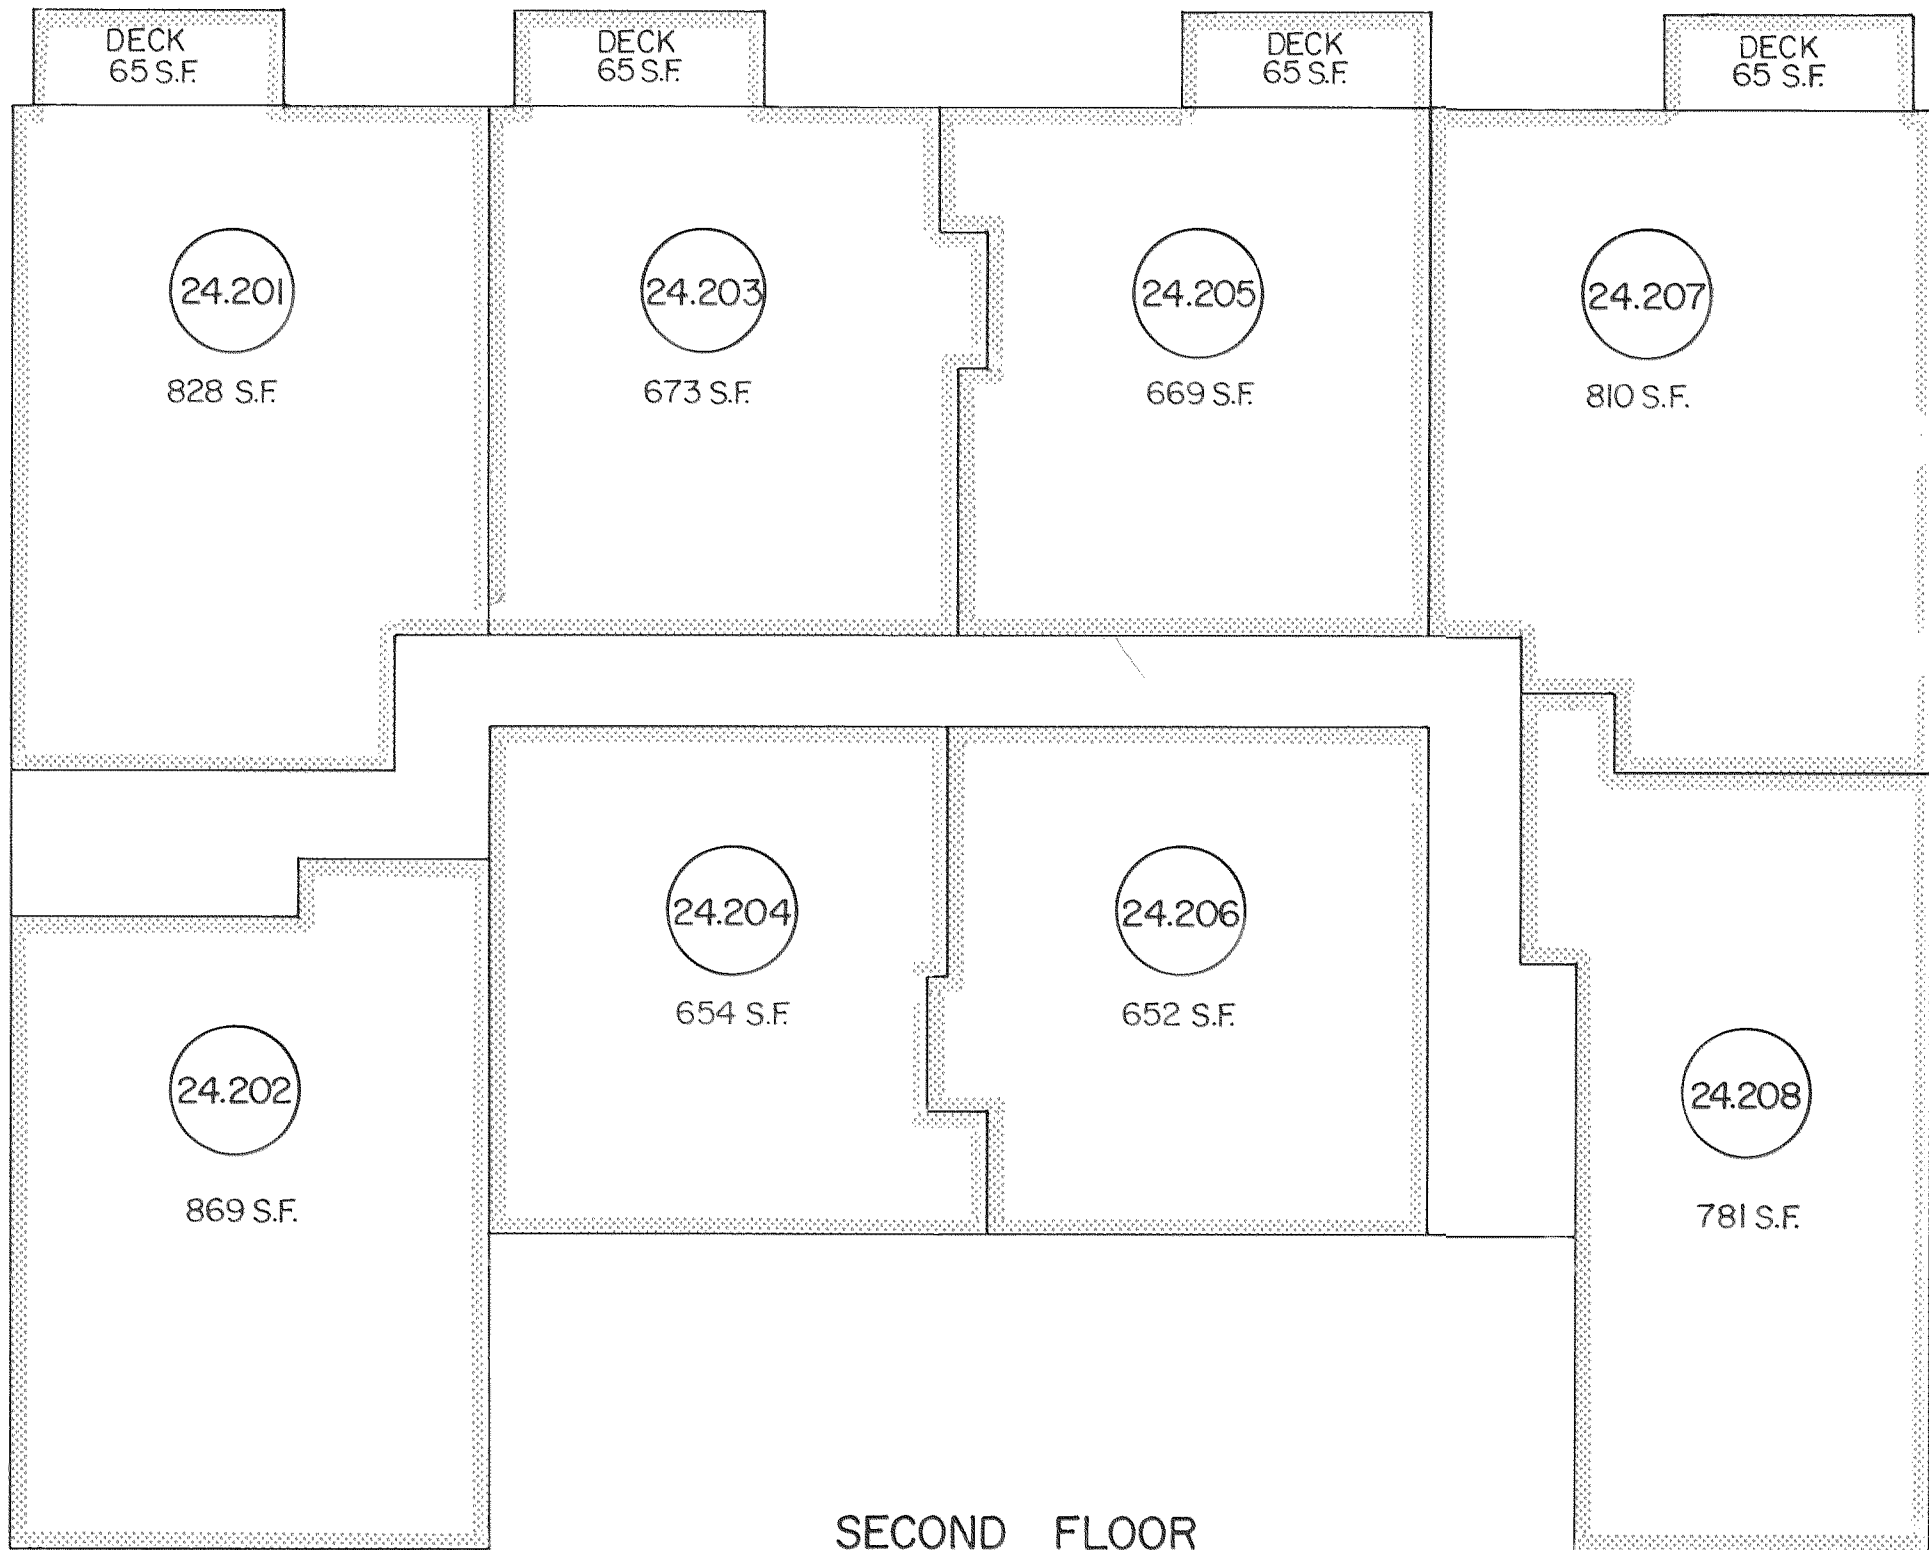 DECK
65 S.F.
DECK
65 S.F.
DECK
65 S.F.
DECK
65 S.F.
24.201
828 S.F.
24.203
673 S.F.
24.205
669 S.F.
24.207
810 S.F.
24.204
654 S.F.
24.206
652 S.F.
24.202
869 S.F.
24.208
781 S.F.
SECOND FLOOR